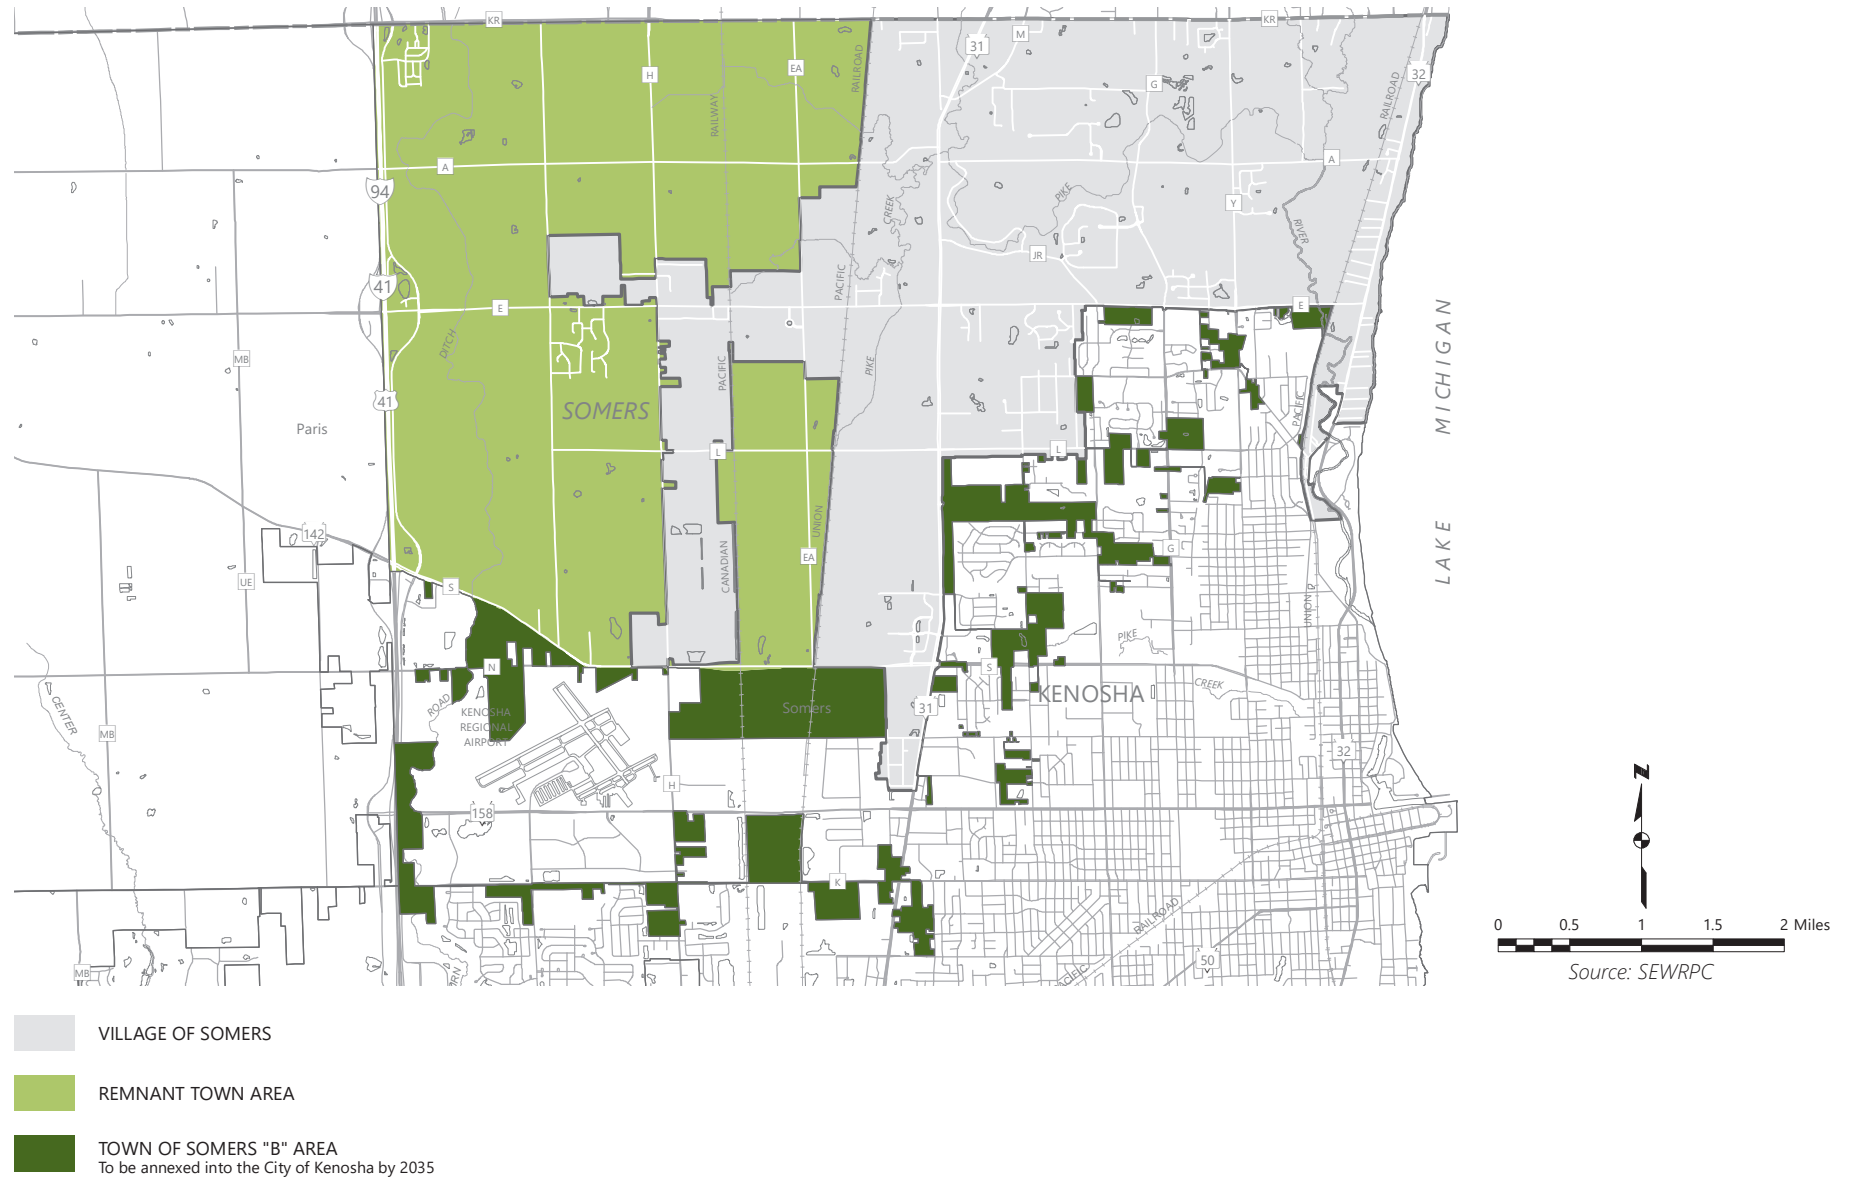 KR
KR
31
M
32
H
EA
RAILROAD
G
RAILROAD
RAILWAY
A
A
94
PIKE
Y
CREEK
RIVER
JR
41
PACIFIC
E
E
MICHIGAN
DITCH
MB
PIKE
PACIFIC
41
SOMERS
PACIFIC
Paris
L
L
LAKE
UNION
142
G
EA
CANADIAN
UE
S
UNION
PIKE
N
S
KENOSHA
CREEK
CENTER
ROAD
KENOSHA
REGIONAL
AIRPORT
Somers
31
MB
32
H
158
K
RAILROAD
50
MB
PACIFIC
N
0 0.5 1 1.5 2 Miles
Source: SEWRPC
VILLAGE OF SOMERS
REMNANT TOWN AREA
TOWN OF SOMERS "B" AREA
To be annexed into the City of Kenosha by 2035